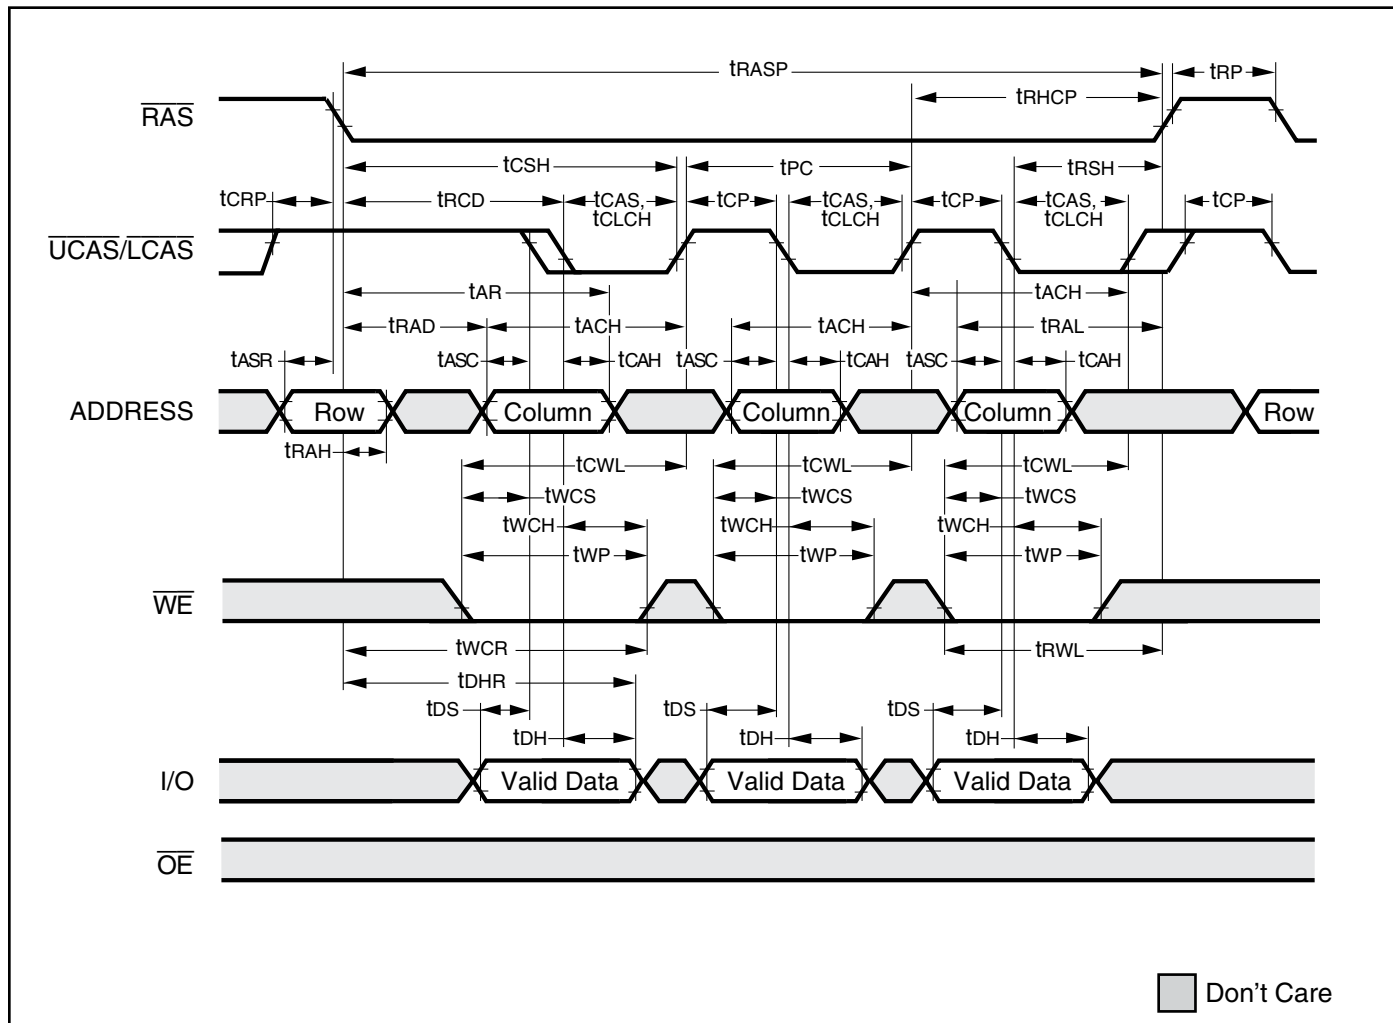 tRASP tRP
RAS tRHCP
tCSH tPC tRSH
tCRP tRCD tCAS, tCLCH tCP tCAS, tCLCH tCP tCAS, tCLCH tCP
UCAS/LCAS
tAR tACH
tRAD tACH tACH tRAL
tASR tASC tCAH tASC tCAH tASC tCAH
ADDRESS Row Column Column Column Row
tRAH tCWL tCWL tCWL
tWCS tWCS tWCS
tWCH tWCH tWCH
tWP tWP tWP
WE
tWCR tRWL
tDHR
tDS tDS tDS
tDH tDH tDH
I/O Valid Data Valid Data Valid Data
OE
Don't Care